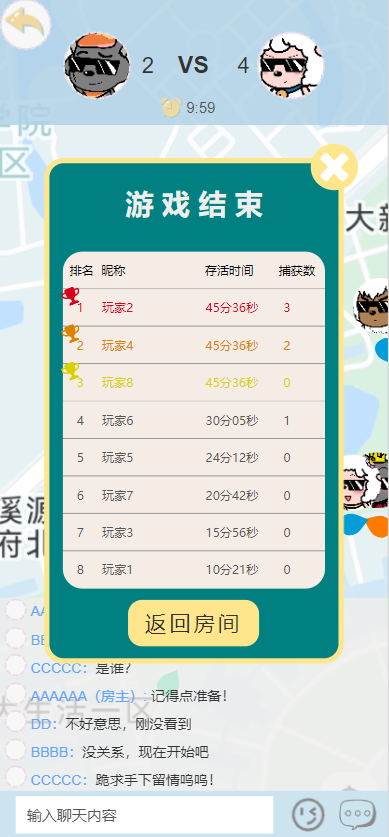 2 VS 4
9:59
学院
区
大新
游戏结束
排名 昵称 存活时间 捕获数
1 玩家2 45分36秒 3
2 玩家4 45分36秒 2
3 玩家8 45分36秒 0
4 玩家6 30分05秒 1
5 玩家5 24分12秒 0
6 玩家7 20分42秒 0
7 玩家3 15分56秒 0
8 玩家1 10分21秒 0
溪源
府北
返回房间
CCCCC：是谁？
AAAAAA（房主）：记得点准备！
大生活一区
DD：不好意思，刚没看到
BBBB：没关系，现在开始吧
CCCCC：跪求手下留情呜呜！
输入聊天内容